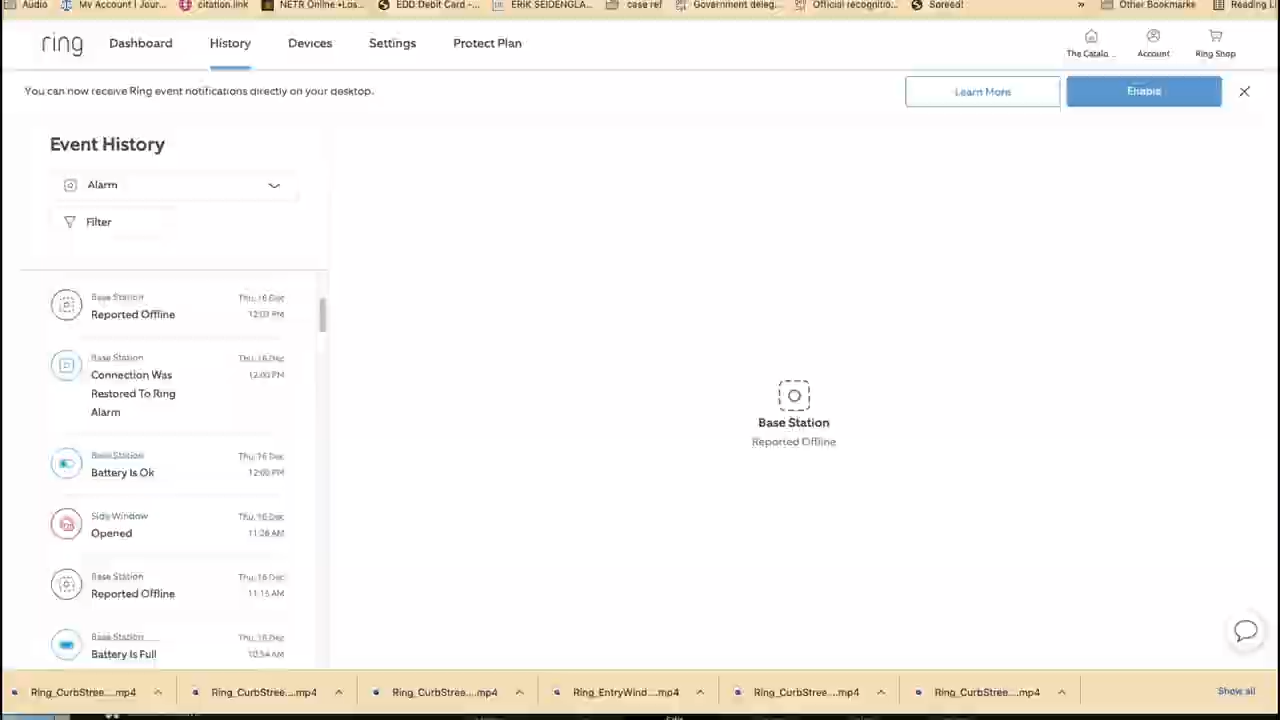 Audio My Account | Jour... citation.link NETR Online •Los... EDD Debit Card -... ERIK SEIDENGLA... case ref Government deleg... Official recognitio... Spread! » Other Bookmarks Reading Li
ring Dashboard History Devices Settings Protect Plan The Catalo... Account Ring Shop
You can now receive Ring event notifications directly on your desktop. Learn More Enable
Event History
Alarm
Filter
Base Station Thu, 16 Dec
Reported Offline 12:03 PM
Base Station Thu, 16 Dec
Connection Was 12:00 PM
Restored To Ring
Alarm
Base Station Thu, 16 Dec
Battery Is Ok 12:00 PM
Side Window Thu, 16 Dec
Opened 11:26 AM
Base Station Thu, 16 Dec
Reported Offline 11:15 AM
Base Station Thu, 16 Dec
Battery Is Full 10:54 AM
Base Station
Reported Offline
Ring_CurbStree....mp4 Ring_CurbStree....mp4 Ring_CurbStree....mp4 Ring_EntryWind....mp4 Ring_CurbStree....mp4 Ring_CurbStree....mp4 Show all